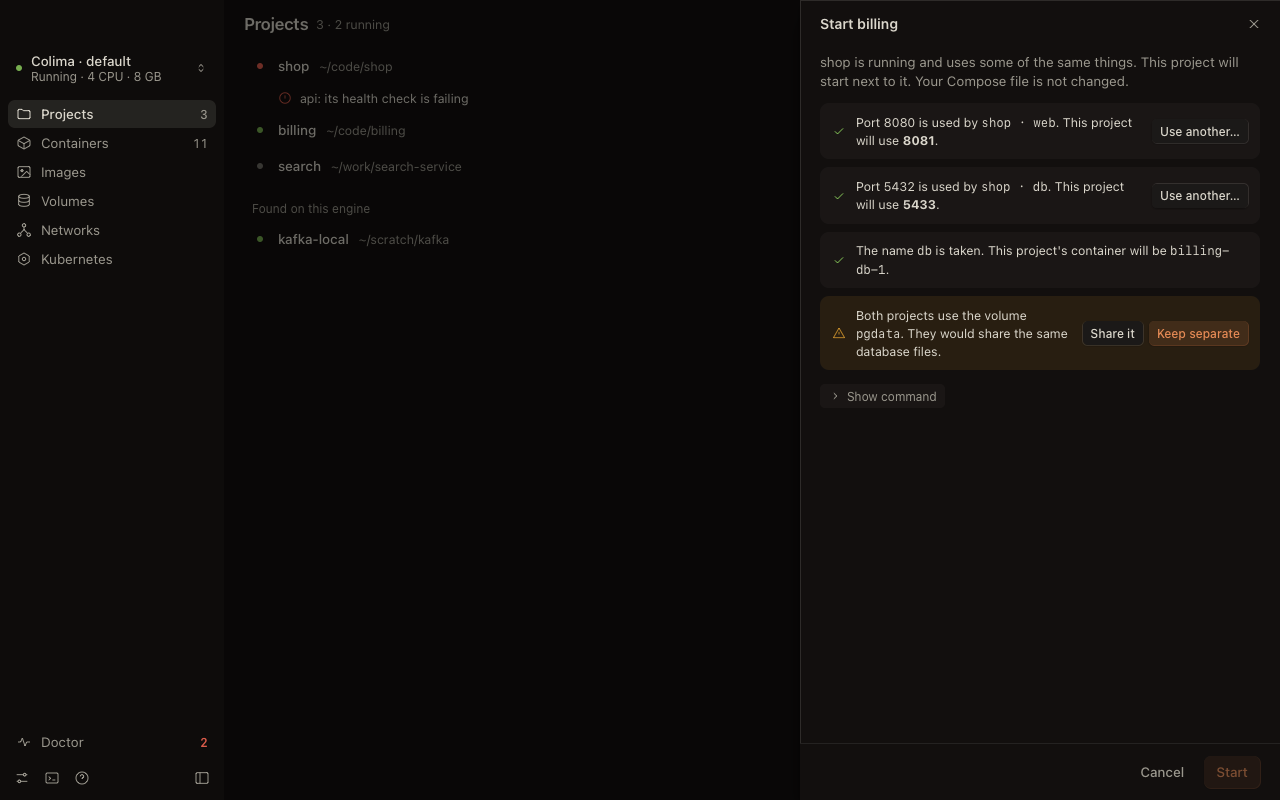 Colima · default
Running · 4 CPU · 8 GB
Projects 3
Containers 11
Images
Volumes
Networks
Kubernetes
Doctor 2
Projects 3 · 2 running
shop ~/code/shop
api: its health check is failing
billing ~/code/billing
search ~/work/search-service
Found on this engine
kafka-local ~/scratch/kafka
Start billing
shop is running and uses some of the same things. This project will
start next to it. Your Compose file is not changed.
Port 8080 is used by shop · web. This project
will use 8081.
Use another…
Port 5432 is used by shop · db. This project
will use 5433.
Use another…
The name db is taken. This project's container will be billing-
db-1.
Both projects use the volume
pgdata. They would share the same
database files.
Share it
Keep separate
Show command
Cancel
Start